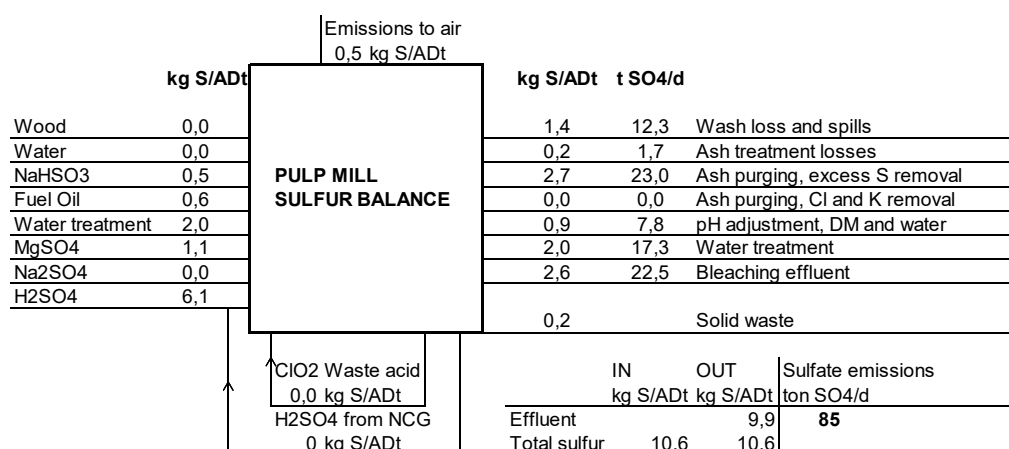 Emissions to air
0,5 kg S/ADt
kg S/ADt kg S/ADt t SO4/d
Wood 0,0 1,4 12,3 Wash loss and spills
Water 0,0 0,2 1,7 Ash treatment losses
NaHSO3 0,5 PULP MILL 2,7 23,0 Ash purging, excess S removal
Fuel Oil 0,6 SULFUR BALANCE 0,0 0,0 Ash purging, Cl and K removal
Water treatment 2,0 0,9 7,8 pH adjustment, DM and water
MgSO4 1,1 2,0 17,3 Water treatment
Na2SO4 0,0 2,6 22,5 Bleaching effluent
H2SO4 6,1
0,2 Solid waste
ClO2 Waste acid IN OUT Sulfate emissions
0,0 kg S/ADt kg S/ADt kg S/ADt ton SO4/d
H2SO4 from NCG Effluent 9,9 85
0 kg S/ADt Total sulfur 10,6 10,6